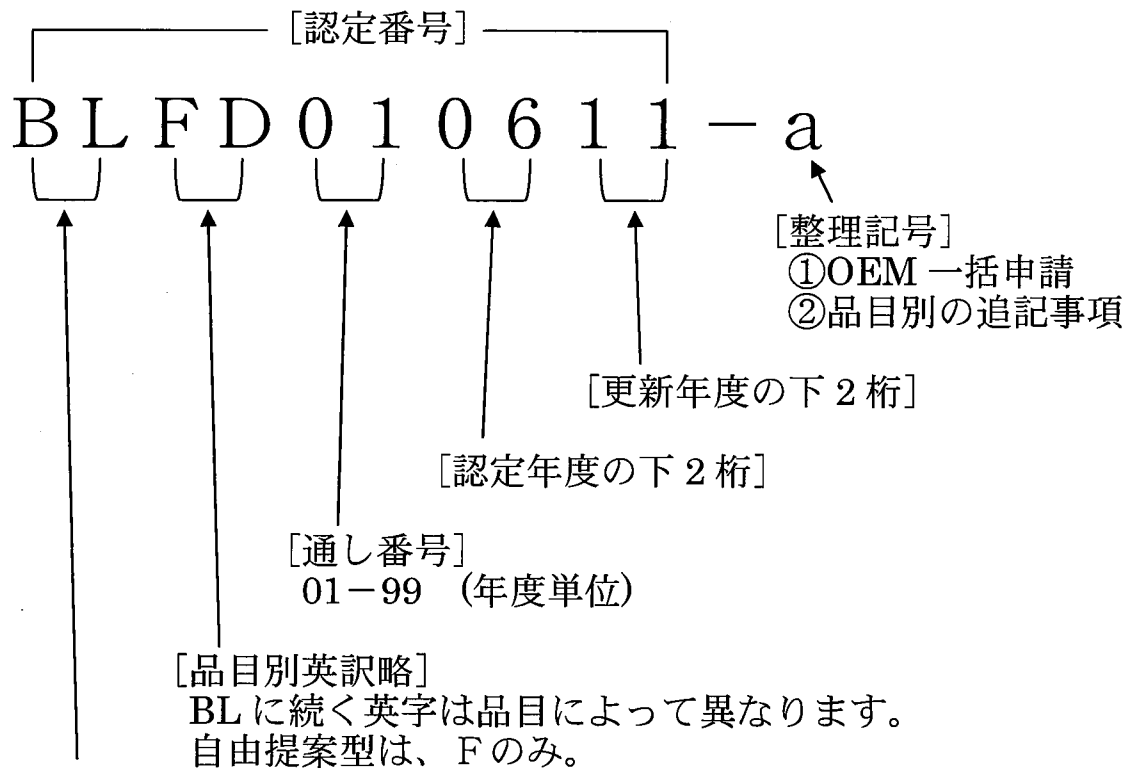 [認定番号]
BLFD010611－a
[整理記号]
①OEM 一括申請
②品目別の追記事項
[更新年度の下 2 桁]
[認定年度の下 2 桁]
[通し番号]
01－99 (年度単位)
[品目別英訳略]
BL に続く英字は品目によって異なります。
自由提案型は、Fのみ。